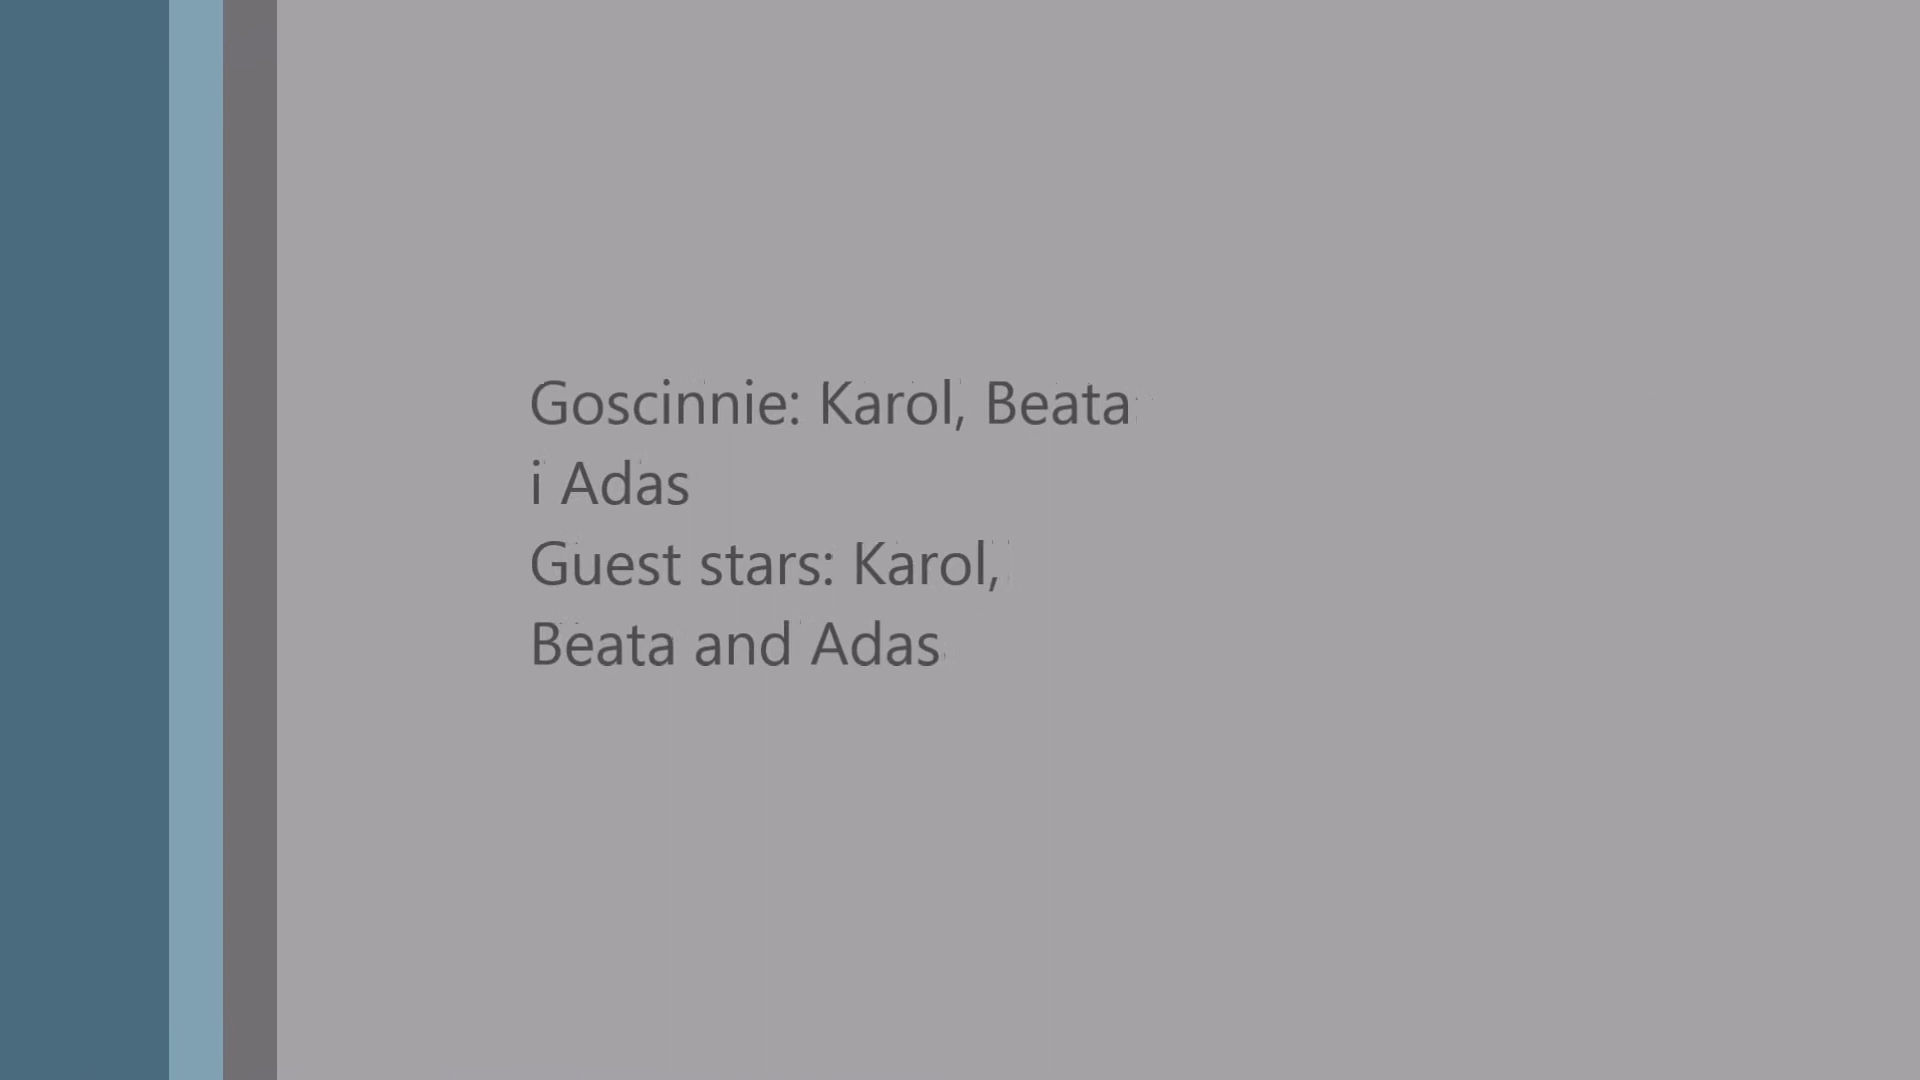 Goscinnie: Karol, Beata
i Adas
Guest stars: Karol,
Beata and Adas